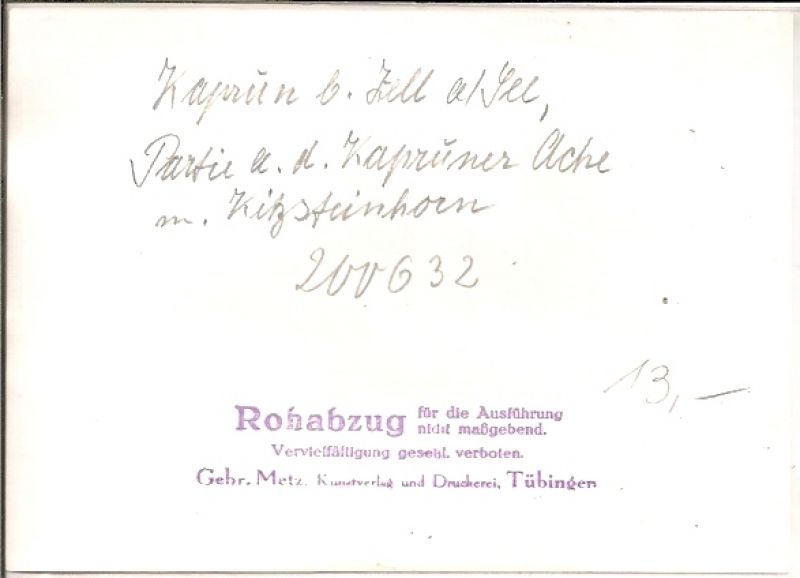 Kaprun b. Zell a/See,
Partie a. d. Kapruner Ache
m. Kitzsteinhorn
200632
13,-
Rohabzug für die Ausführung
nicht maßgebend.
Vervielfältigung gesetzl. verboten.
Gebr. Metz, Kunstverlag und Druckerei, Tübingen